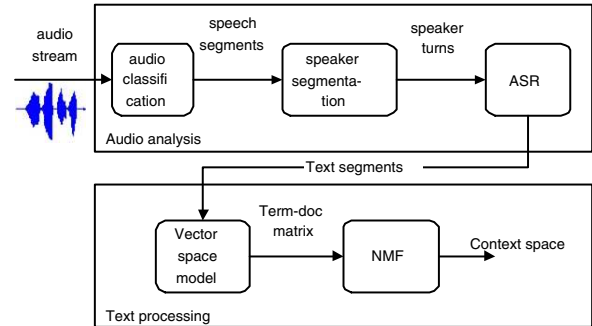 audio
stream
speech
segments
speaker
turns
audio
classifi
cation
speaker
segmenta-
tion
ASR
Audio analysis
Text segments
Vector
space
model
Term-doc
matrix
NMF
Context space
Text processing